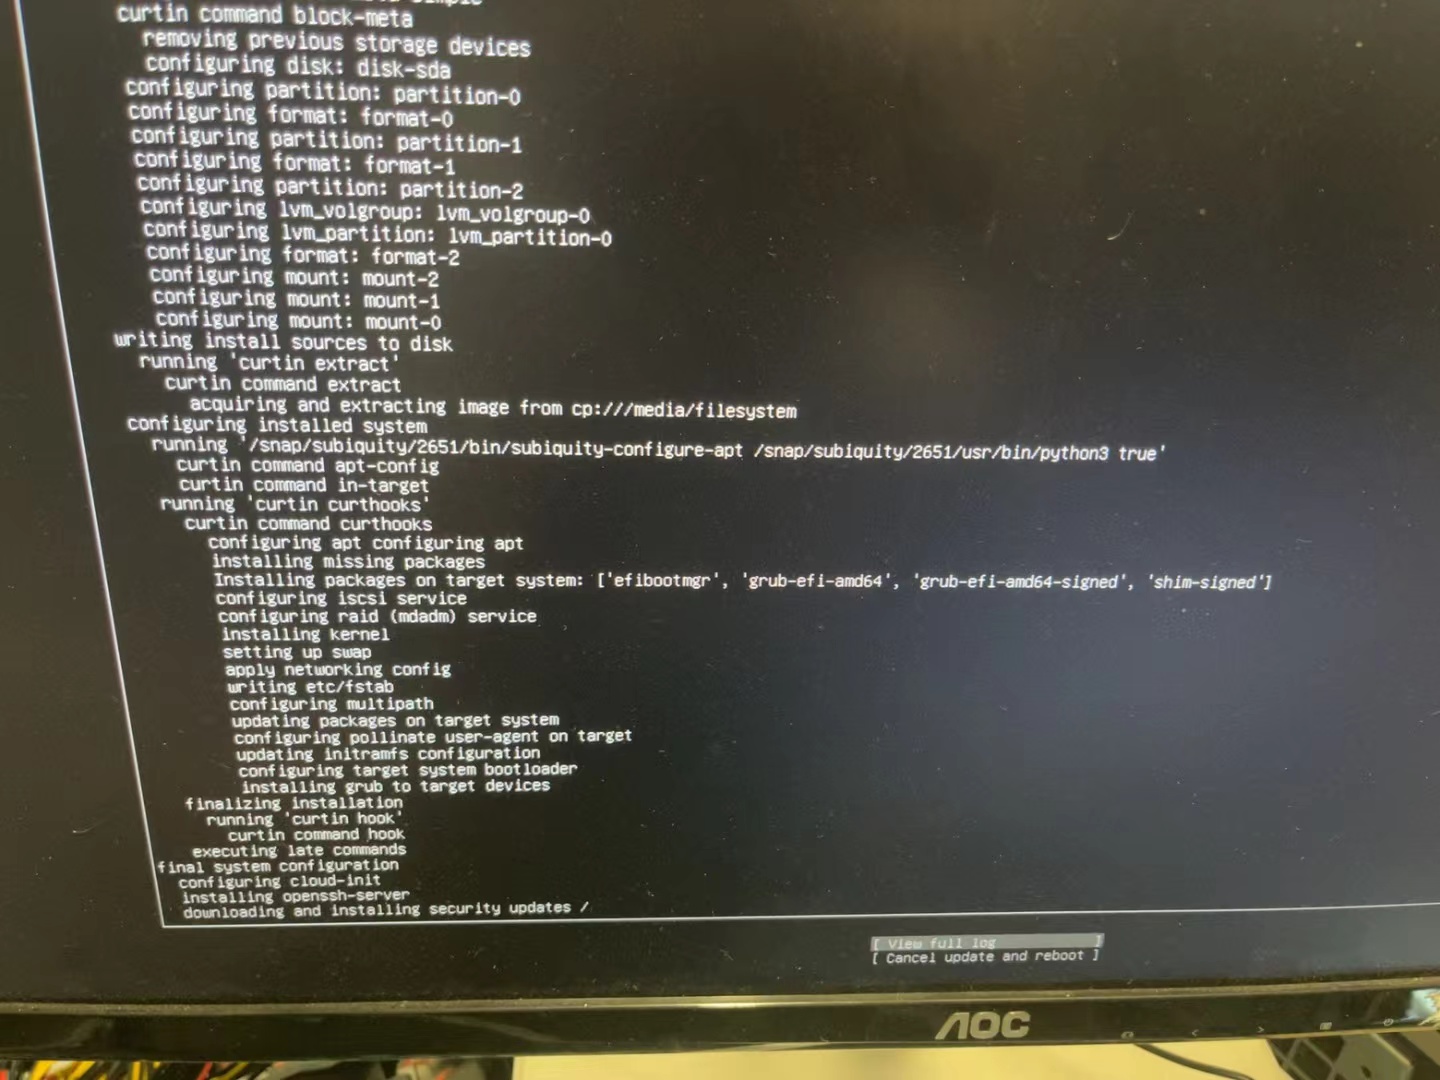 curtin command block-meta
removing previous storage devices
configuring disk: disk-sda
configuring partition: partition-0
configuring format: format-0
configuring partition: partition-1
configuring format: format-1
configuring partition: partition-2
configuring lvm_volgroup: lvm_volgroup-0
configuring lvm_partition: lvm_partition-0
configuring format: format-2
configuring mount: mount-2
configuring mount: mount-1
configuring mount: mount-0
writing install sources to disk
running 'curtin extract'
curtin command extract
acquiring and extracting image from cp:///media/filesystem
configuring installed system
running '/snap/subiquity/2651/bin/subiquity-configure-apt /snap/subiquity/2651/usr/bin/python3 true'
curtin command apt-config
curtin command in-target
running 'curtin curthooks'
curtin command curthooks
configuring apt configuring apt
installing missing packages
Installing packages on target system: ['efibootmgr', 'grub-efi-amd64', 'grub-efi-amd64-signed', 'shim-signed']
configuring iscsi service
configuring raid (mdadm) service
installing kernel
setting up swap
apply networking config
writing etc/fstab
configuring multipath
updating packages on target system
configuring pollinate user-agent on target
updating initramfs configuration
configuring target system bootloader
installing grub to target devices
finalizing installation
running 'curtin hook'
curtin command hook
executing late commands
final system configuration
configuring cloud-init
installing openssh-server
downloading and installing security updates /
[ View full log ]
[ Cancel update and reboot ]
AOC